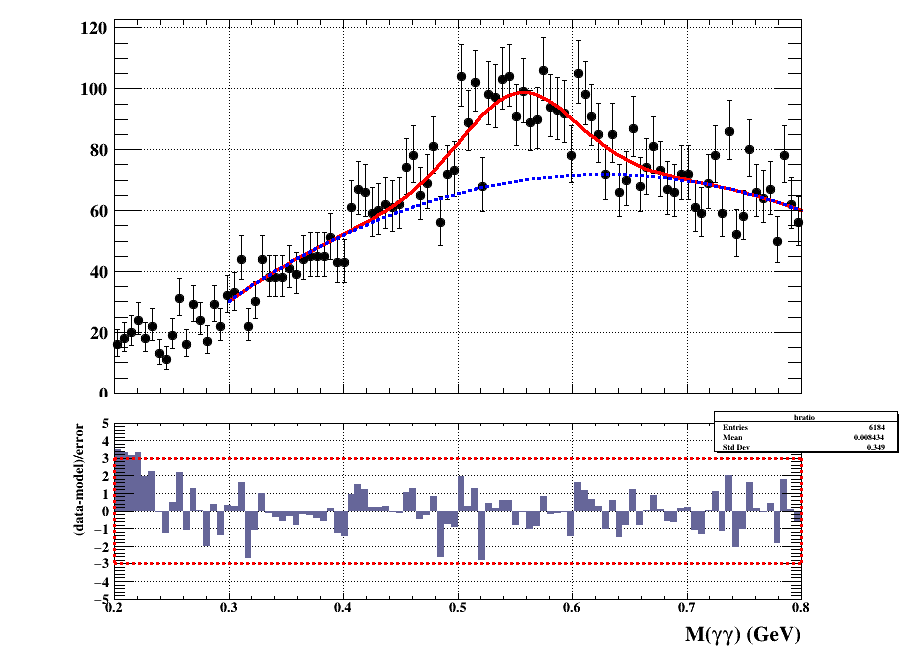 120
100
80
60
40
20
0
hratio
Entries 6184
Mean 0.008434
Std Dev 0.349
(data-model)/error
5
4
3
2
1
0
−1
−2
−3
−4
−5
0.2 0.3 0.4 0.5 0.6 0.7 0.8
M(γγ) (GeV)